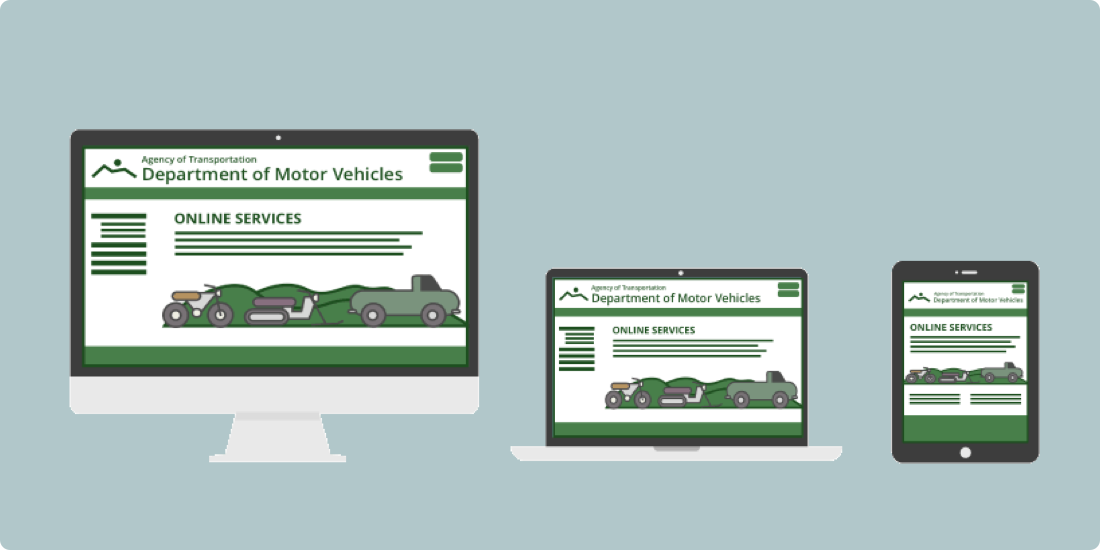 Agency of Transportation
Department of Motor Vehicles
ONLINE SERVICES
Agency of Transportation
Department of Motor Vehicles
ONLINE SERVICES
Agency of Transportation
Department of Motor Vehicles
ONLINE SERVICES